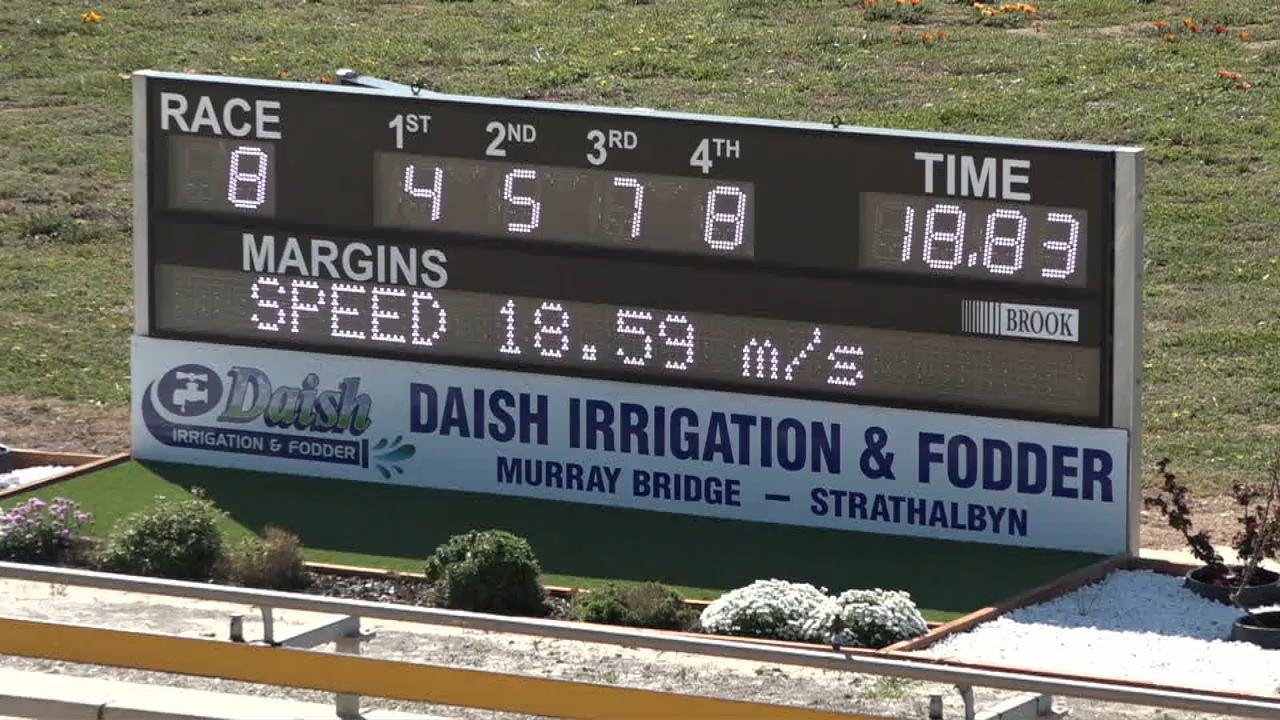 RACE 1ST 2ND 3RD 4TH TIME
8 4 5 7 8 18.83
MARGINS
SPEED 18.59 m/s
BROOK
Daish
IRRIGATION & FODDER
DAISH IRRIGATION & FODDER
MURRAY BRIDGE – STRATHALBYN